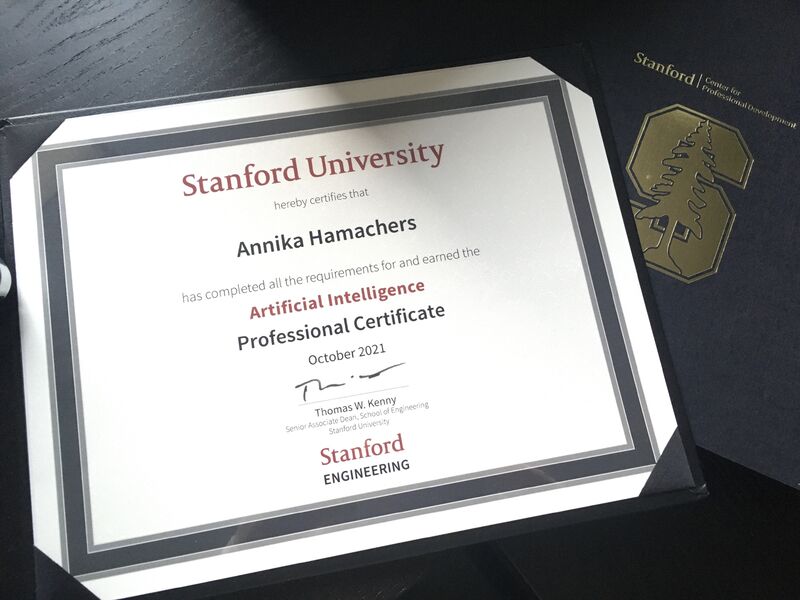 Stanford University
hereby certifies that
Annika Hamachers
has completed all the requirements for and earned the
Artificial Intelligence
Professional Certificate
October 2021
Thomas W. Kenny
Senior Associate Dean, School of Engineering
Stanford University
Stanford
ENGINEERING
Stanford
Center for
Professional Development